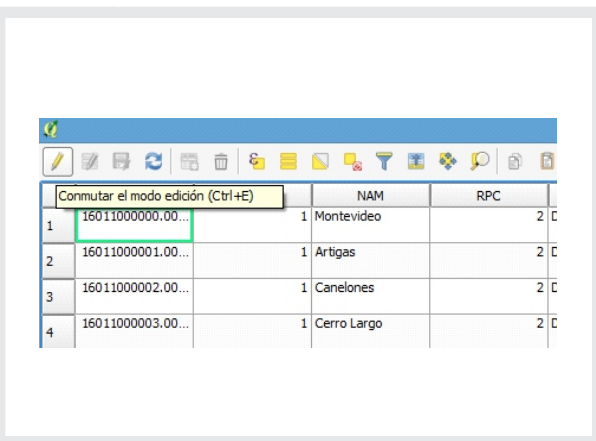 Conmutar el modo edición (Ctrl+E)
NAM RPC
1 16011000000.00... 1 Montevideo 2 D
2 16011000001.00... 1 Artigas 2 D
3 16011000002.00... 1 Canelones 2 D
4 16011000003.00... 1 Cerro Largo 2 D